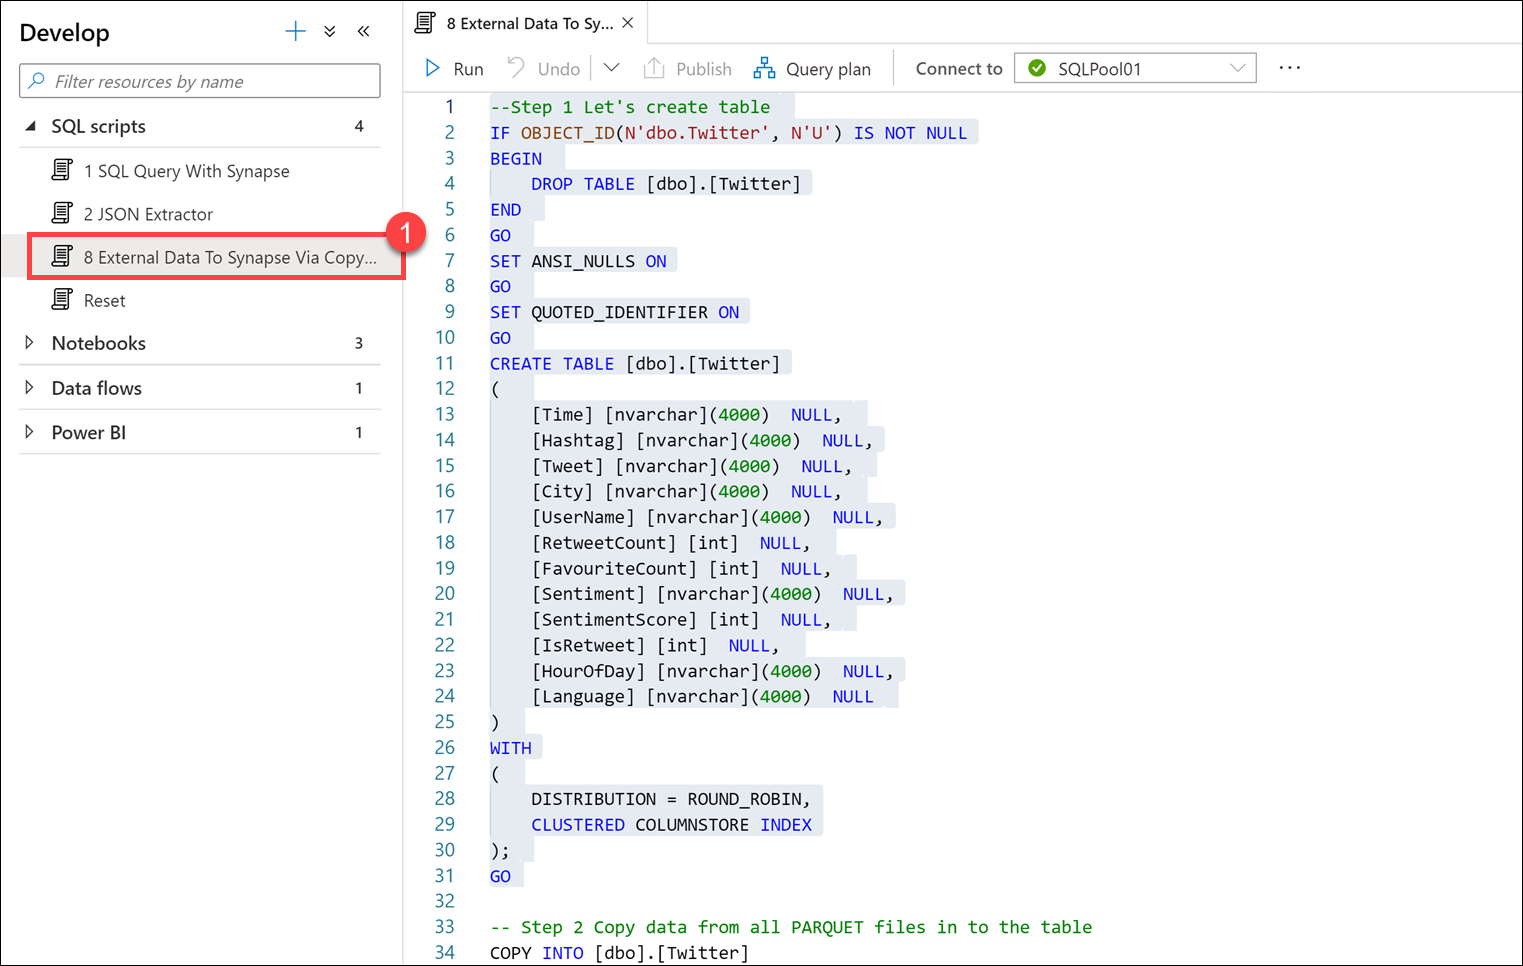 Develop
Filter resources by name
SQL scripts 4
1 SQL Query With Synapse
2 JSON Extractor
8 External Data To Synapse Via Copy...
1
Reset
Notebooks 3
Data flows 1
Power BI 1
8 External Data To Sy...
Run Undo Publish Query plan Connect to SQLPool01 ...
1 --Step 1 Let's create table
2 IF OBJECT_ID(N'dbo.Twitter', N'U') IS NOT NULL
3 BEGIN
4 DROP TABLE [dbo].[Twitter]
5 END
6 GO
7 SET ANSI_NULLS ON
8 GO
9 SET QUOTED_IDENTIFIER ON
10 GO
11 CREATE TABLE [dbo].[Twitter]
12 (
13 [Time] [nvarchar](4000) NULL,
14 [Hashtag] [nvarchar](4000) NULL,
15 [Tweet] [nvarchar](4000) NULL,
16 [City] [nvarchar](4000) NULL,
17 [UserName] [nvarchar](4000) NULL,
18 [RetweetCount] [int] NULL,
19 [FavouriteCount] [int] NULL,
20 [Sentiment] [nvarchar](4000) NULL,
21 [SentimentScore] [int] NULL,
22 [IsRetweet] [int] NULL,
23 [HourOfDay] [nvarchar](4000) NULL,
24 [Language] [nvarchar](4000) NULL
25 )
26 WITH
27 (
28 DISTRIBUTION = ROUND_ROBIN,
29 CLUSTERED COLUMNSTORE INDEX
30 );
31 GO
32
33 -- Step 2 Copy data from all PARQUET files in to the table
34 COPY INTO [dbo].[Twitter]